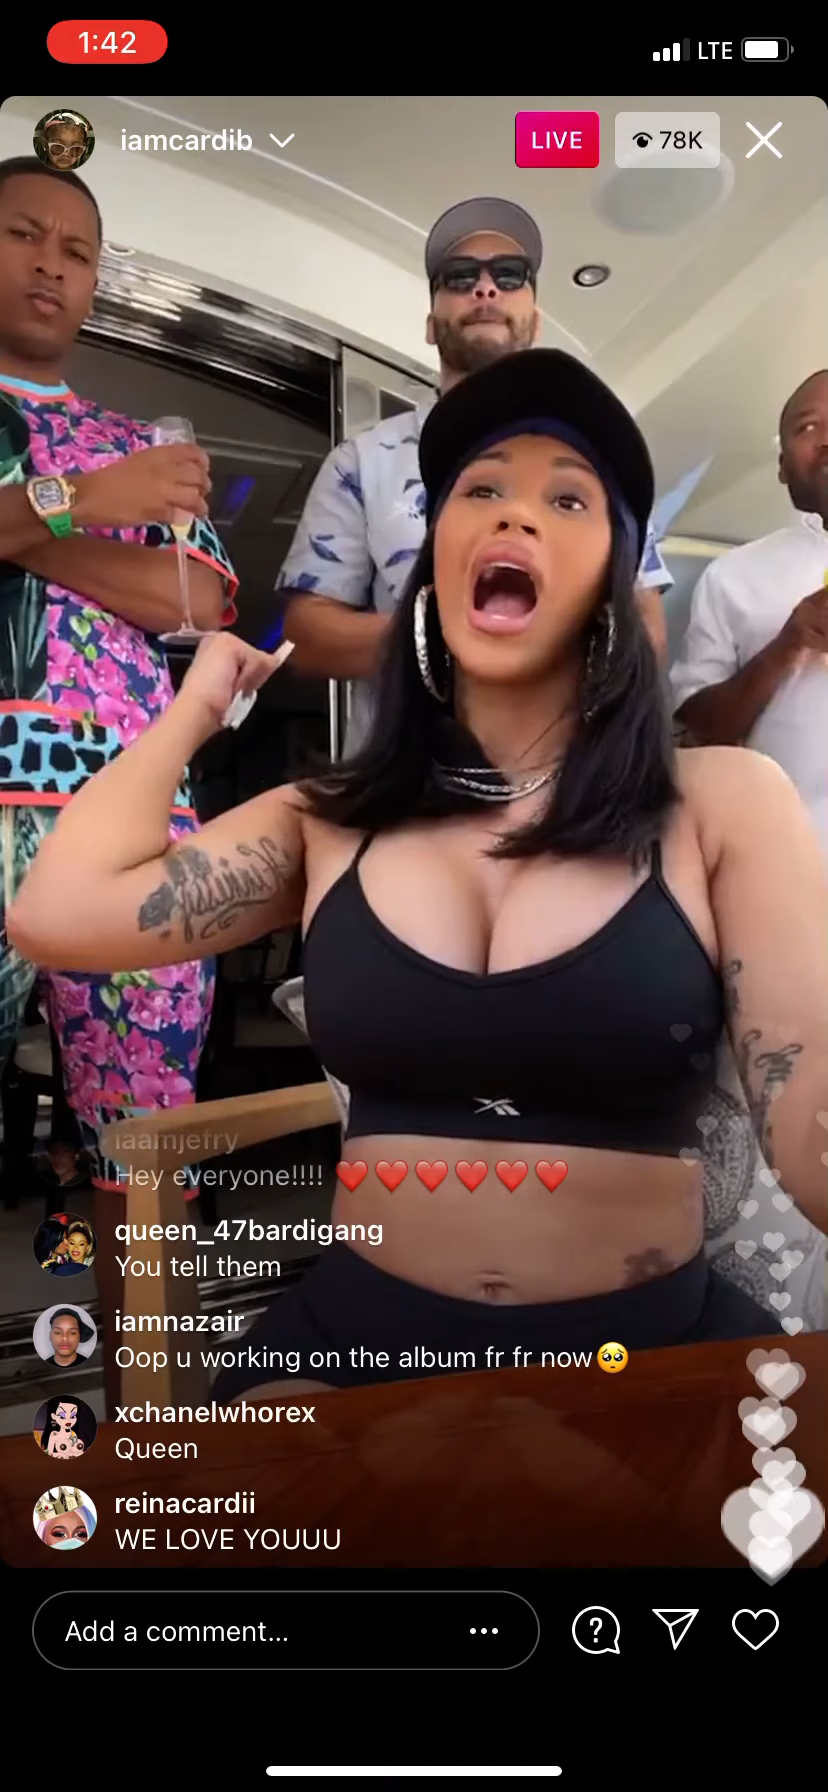 1:42
LTE
iamcardib
LIVE
78K
iaamjefry
Hey everyone!!!! ❤️❤️❤️❤️❤️❤️
queen_47bardigang
You tell them
iamnazair
Oop u working on the album fr fr now🥺
xchanelwhorex
Queen
reinacardii
WE LOVE YOUUU
Add a comment...